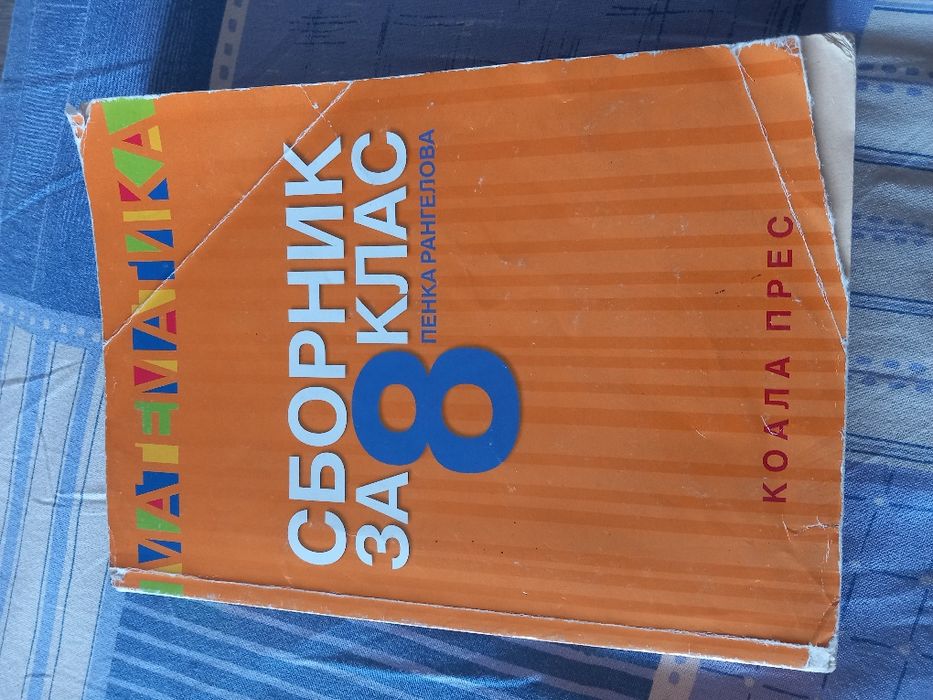 МАТЕМАТИКА
СБОРНИК
ЗА 8 КЛАС
ПЕНКА РАНГЕЛОВА
КОАЛА ПРЕС